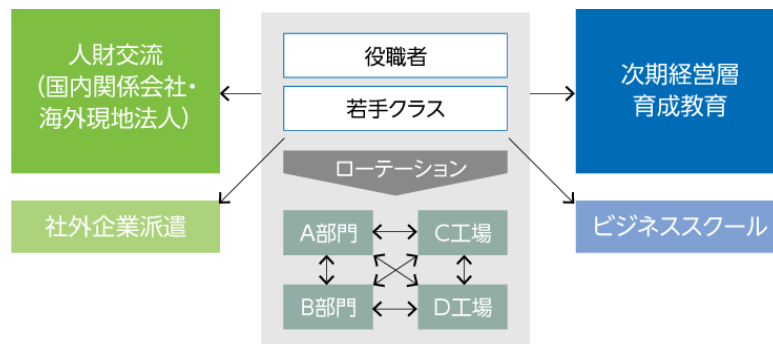 人財交流
(国内関係会社・
海外現地法人)
役職者
若手クラス
次期経営層
育成教育
ローテーション
社外企業派遣
ビジネススクール
A部門
C工場
B部門
D工場